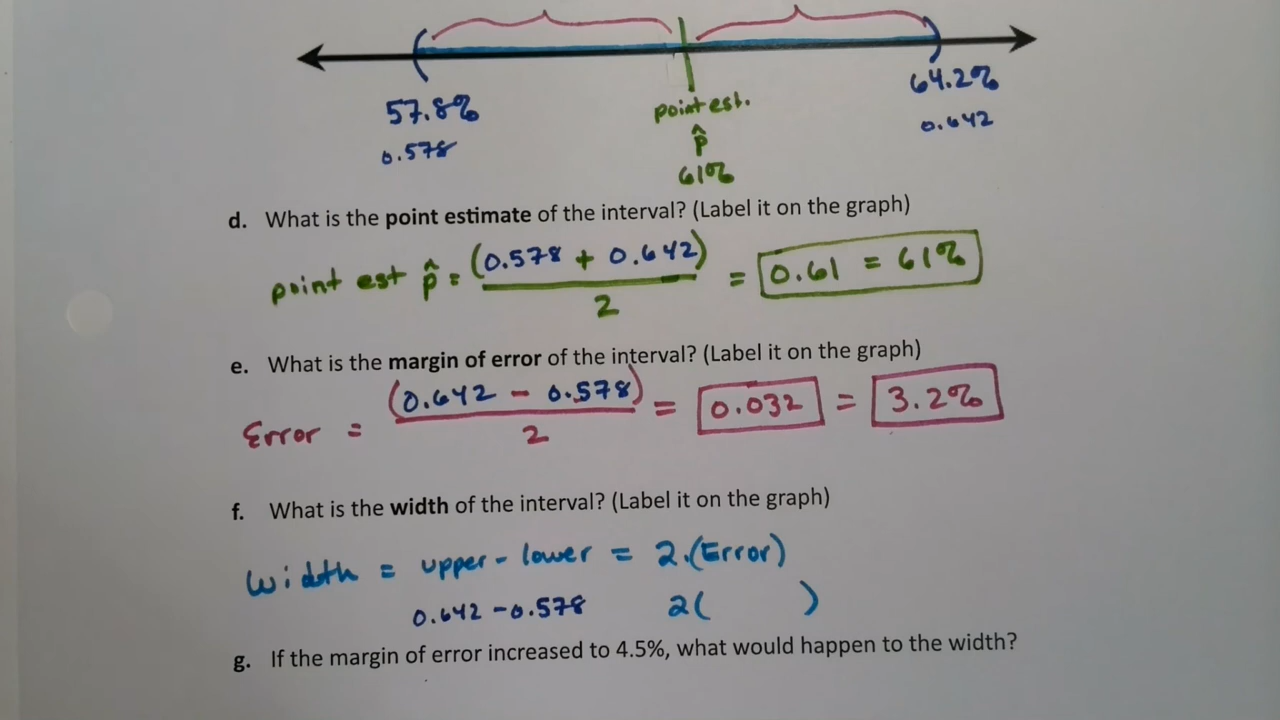 57.8%
0.578
point est.
p̂
61%
64.2%
0.642
d. What is the point estimate of the interval? (Label it on the graph)
point est p̂ = (0.578 + 0.642) / 2 = 0.61 = 61%
e. What is the margin of error of the interval? (Label it on the graph)
Error = (0.642 - 0.578) / 2 = 0.032 = 3.2%
f. What is the width of the interval? (Label it on the graph)
Width = upper - lower = 2·(Error)
0.642 - 0.578 2( )
g. If the margin of error increased to 4.5%, what would happen to the width?